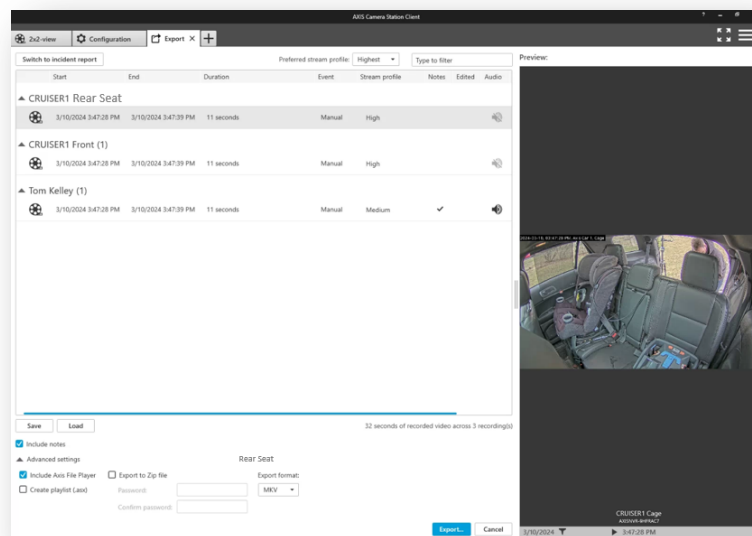 AXIS Camera Station Client
2x2-view
Configuration
Export
Switch to incident report
Preferred stream profile: Highest
Type to filter
Start End Duration Event Stream profile Notes Edited Audio
CRUISER1 Rear Seat
3/10/2024 3:47:28 PM 3/10/2024 3:47:39 PM 11 seconds Manual High
CRUISER1 Front (1)
3/10/2024 3:47:28 PM 3/10/2024 3:47:39 PM 11 seconds Manual High
Tom Kelley (1)
3/10/2024 3:47:28 PM 3/10/2024 3:47:39 PM 11 seconds Manual Medium
Save Load
32 seconds of recorded video across 3 recording(s)
Include notes
Advanced settings
Rear Seat
Include Axis File Player
Export to Zip file
Export format:
Create playlist (.asx)
Password:
MKV
Confirm password:
Export... Cancel
Preview:
CRUISER1 Cage
3/10/2024 3:47:28 PM